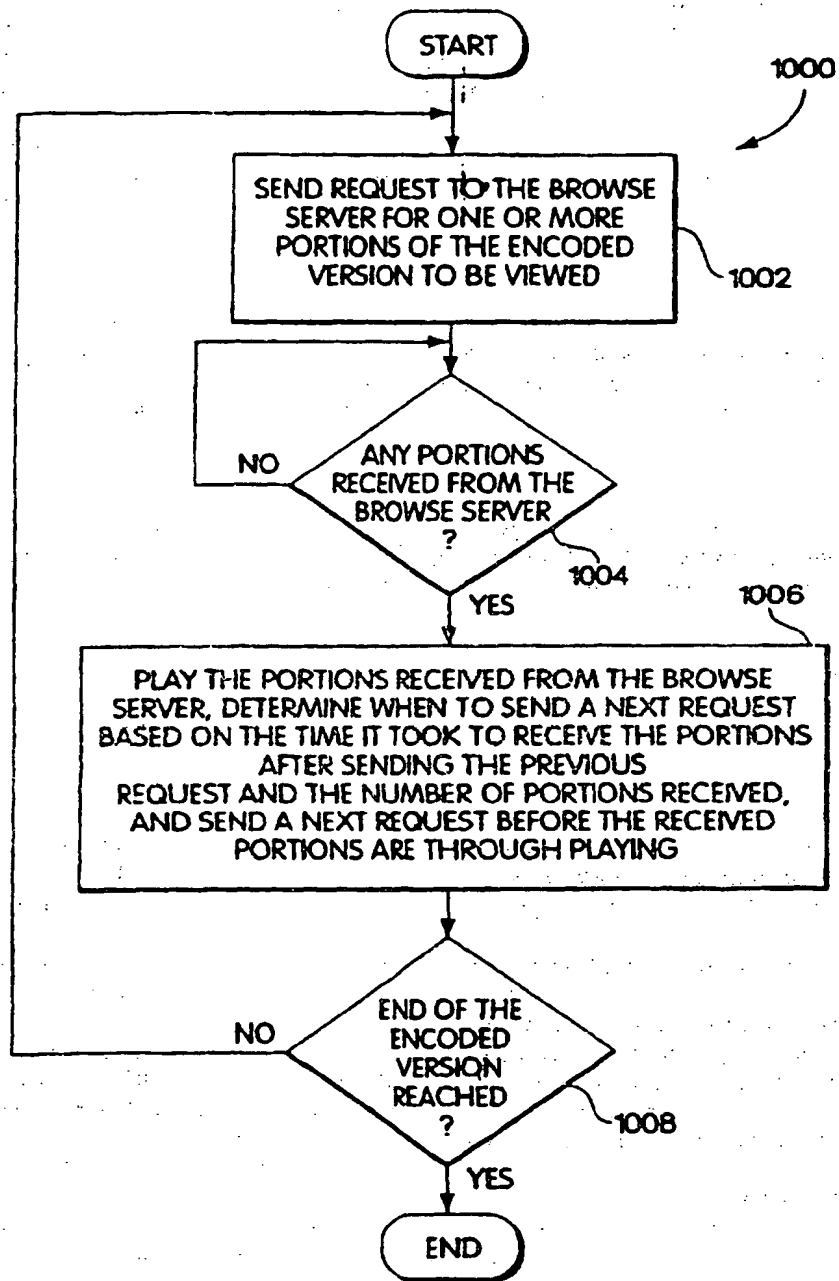 START
1000
SEND REQUEST TO THE BROWSE
SERVER FOR ONE OR MORE
PORTIONS OF THE ENCODED
VERSION TO BE VIEWED
1002
NO
ANY PORTIONS
RECEIVED FROM THE
BROWSE SERVER
?
1004
YES
1006
PLAY THE PORTIONS RECEIVED FROM THE BROWSE
SERVER, DETERMINE WHEN TO SEND A NEXT REQUEST
BASED ON THE TIME IT TOOK TO RECEIVE THE PORTIONS
AFTER SENDING THE PREVIOUS
REQUEST AND THE NUMBER OF PORTIONS RECEIVED,
AND SEND A NEXT REQUEST BEFORE THE RECEIVED
PORTIONS ARE THROUGH PLAYING
NO
END OF THE
ENCODED
VERSION
REACHED
?
1008
YES
END